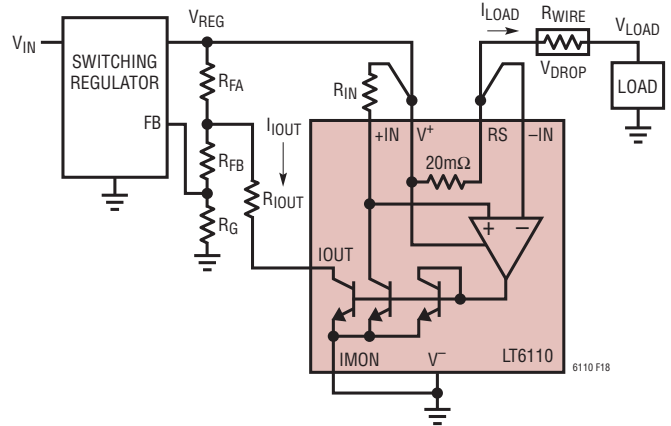 VIN
SWITCHING
REGULATOR
FB
VREG
RFA
RFB
RG
IIOUT
RIOUT
RIN
ILOAD
RWIRE
VDROP
VLOAD
LOAD
+IN
V+
RS
–IN
20mΩ
+
–
IOUT
IMON
V–
LT6110
6110 F18